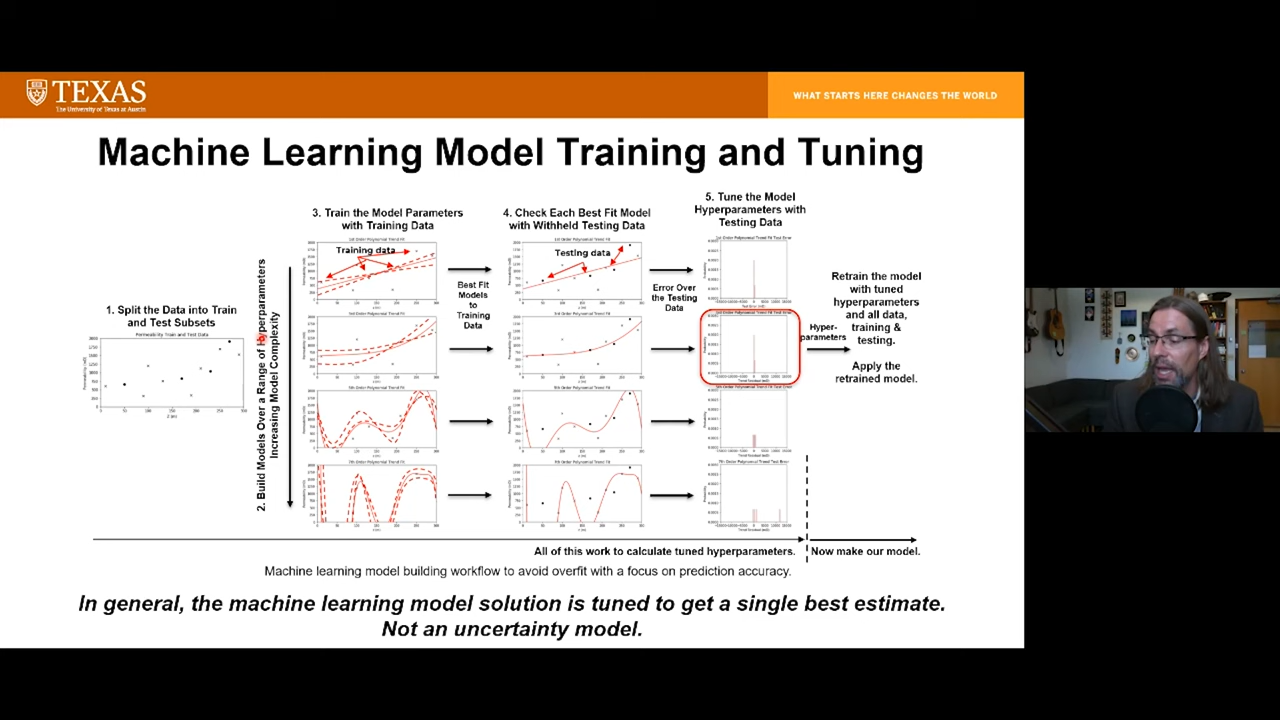 TEXAS
The University of Texas at Austin
WHAT STARTS HERE CHANGES THE WORLD
Machine Learning Model Training and Tuning
1. Split the Data into Train
and Test Subsets
Permeability Train and Test Data
2. Build Models Over a Range of Hyperparameters
Increasing Model Complexity
3. Train the Model Parameters
with Training Data
Training data
Best Fit
Models
to
Training
Data
4. Check Each Best Fit Model
with Withheld Testing Data
Testing data
Error Over
the Testing
Data
5. Tune the Model
Hyperparameters with
Testing Data
Hyper-
parameters
Retrain the model
with tuned
hyperparameters
and all data,
training &
testing.
Apply the
retrained model.
All of this work to calculate tuned hyperparameters.
Now make our model.
Machine learning model building workflow to avoid overfit with a focus on prediction accuracy.
In general, the machine learning model solution is tuned to get a single best estimate.
Not an uncertainty model.